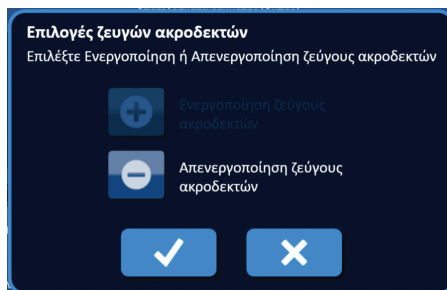 Επιλογές ζευγών ακροδεκτών
Επιλέξτε Ενεργοποίηση ή Απενεργοποίηση ζεύγους ακροδεκτών
Ενεργοποίηση ζεύγους
ακροδεκτών
Απενεργοποίηση ζεύγους
ακροδεκτών